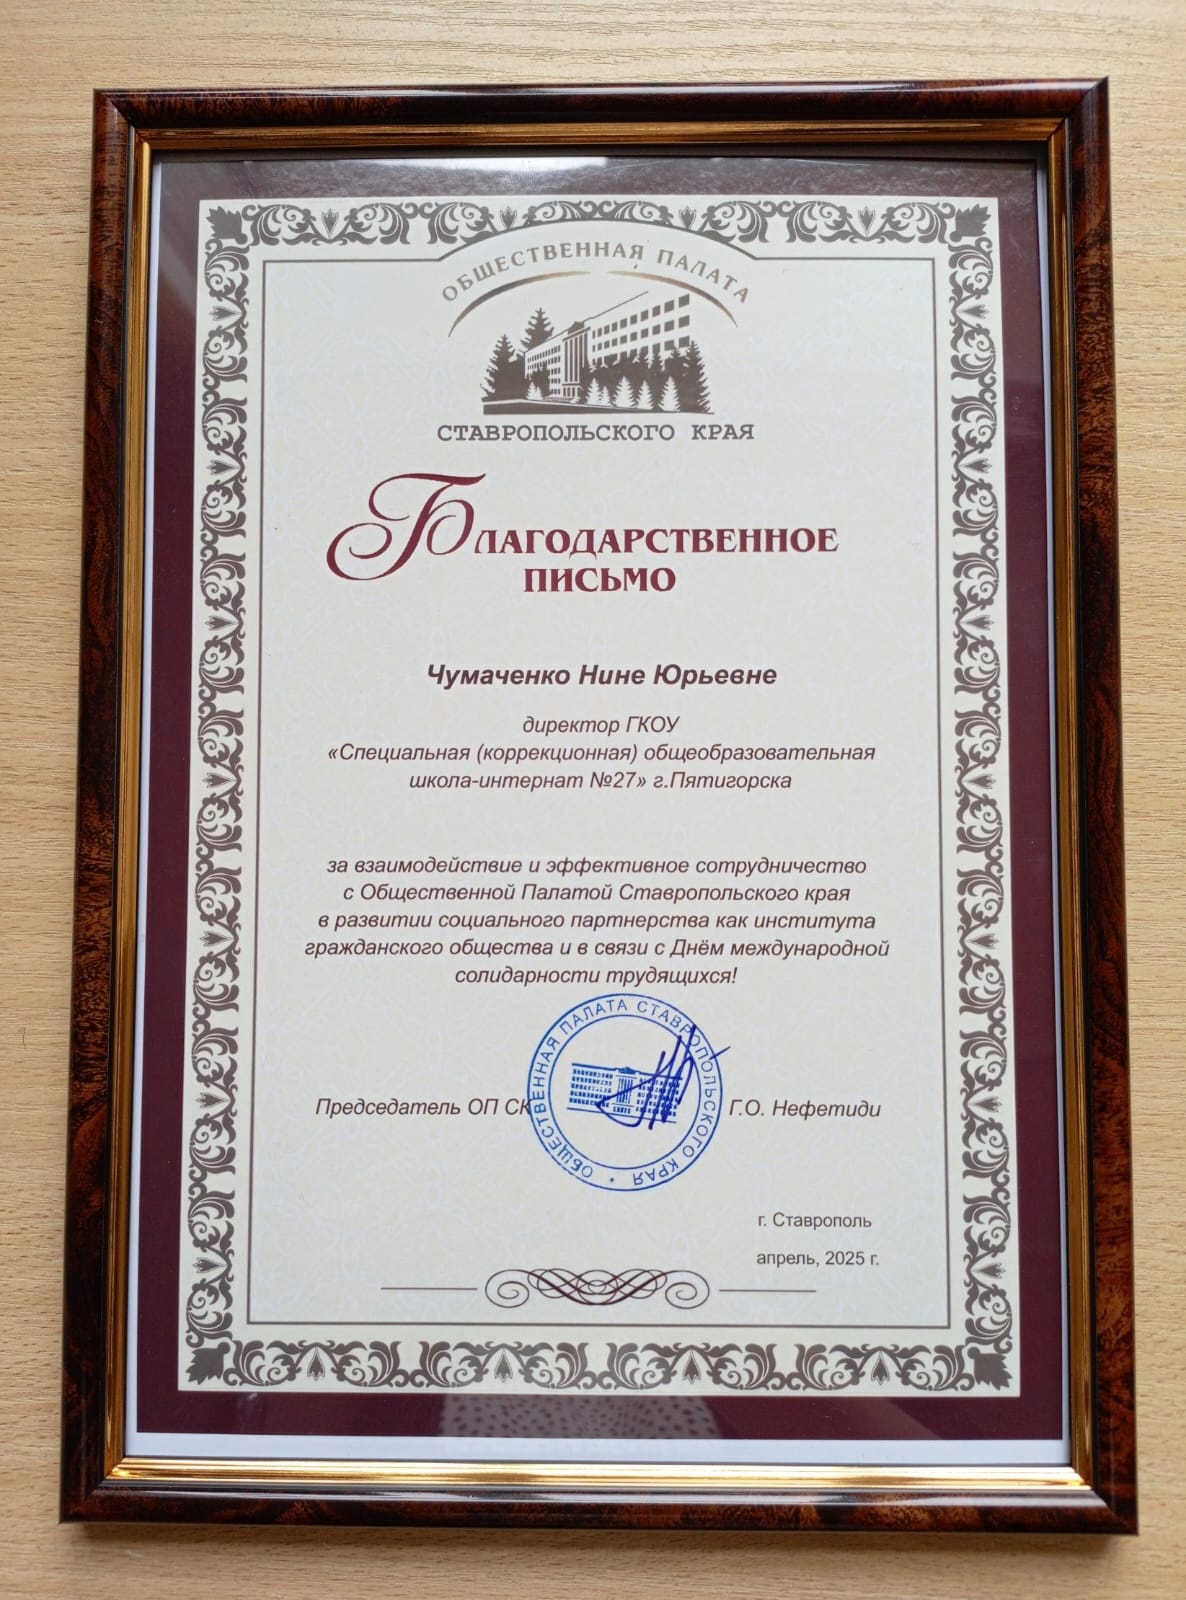 ОБЩЕСТВЕННАЯ ПАЛАТА
СТАВРОПОЛЬСКОГО КРАЯ
БЛАГОДАРСТВЕННОЕ
ПИСЬМО
Чумаченко Нине Юрьевне
директор ГКОУ
«Специальная (коррекционная) общеобразовательная
школа-интернат №27» г.Пятигорска
за взаимодействие и эффективное сотрудничество
с Общественной Палатой Ставропольского края
в развитии социального партнерства как института
гражданского общества и в связи с Днём международной
солидарности трудящихся!
Председатель ОП СК
ОБЩЕСТВЕННАЯ ПАЛАТА СТАВРОПОЛЬСКОГО КРАЯ
Г.О. Нефетиди
г. Ставрополь
апрель, 2025 г.